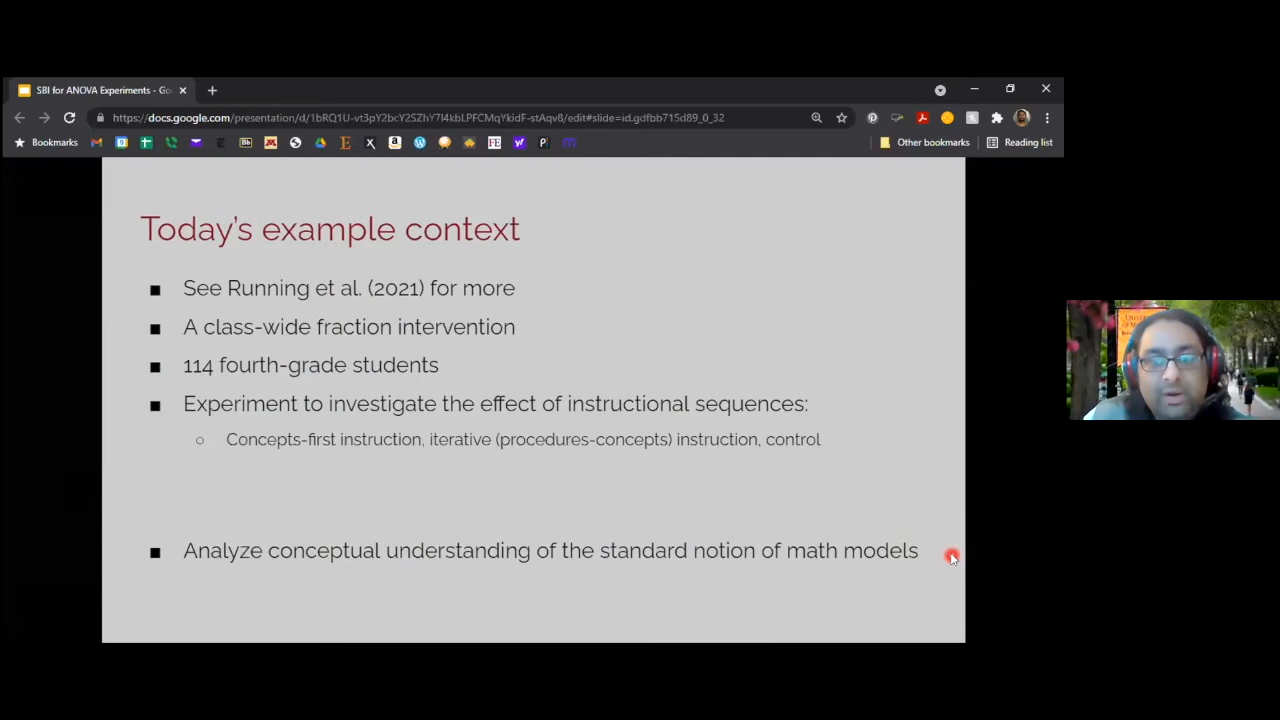 SBI for ANOVA Experiments - Go
https://docs.google.com/presentation/d/1bRQ1U-vt3pY2bcY2SZhY7l4kbLPFCMqYkidF-stAqv8/edit#slide=id.gdfbb715d89_0_32
Bookmarks
Other bookmarks
Reading list
Today's example context
■ See Running et al. (2021) for more
■ A class-wide fraction intervention
■ 114 fourth-grade students
■ Experiment to investigate the effect of instructional sequences:
○ Concepts-first instruction, iterative (procedures-concepts) instruction, control
■ Analyze conceptual understanding of the standard notion of math models